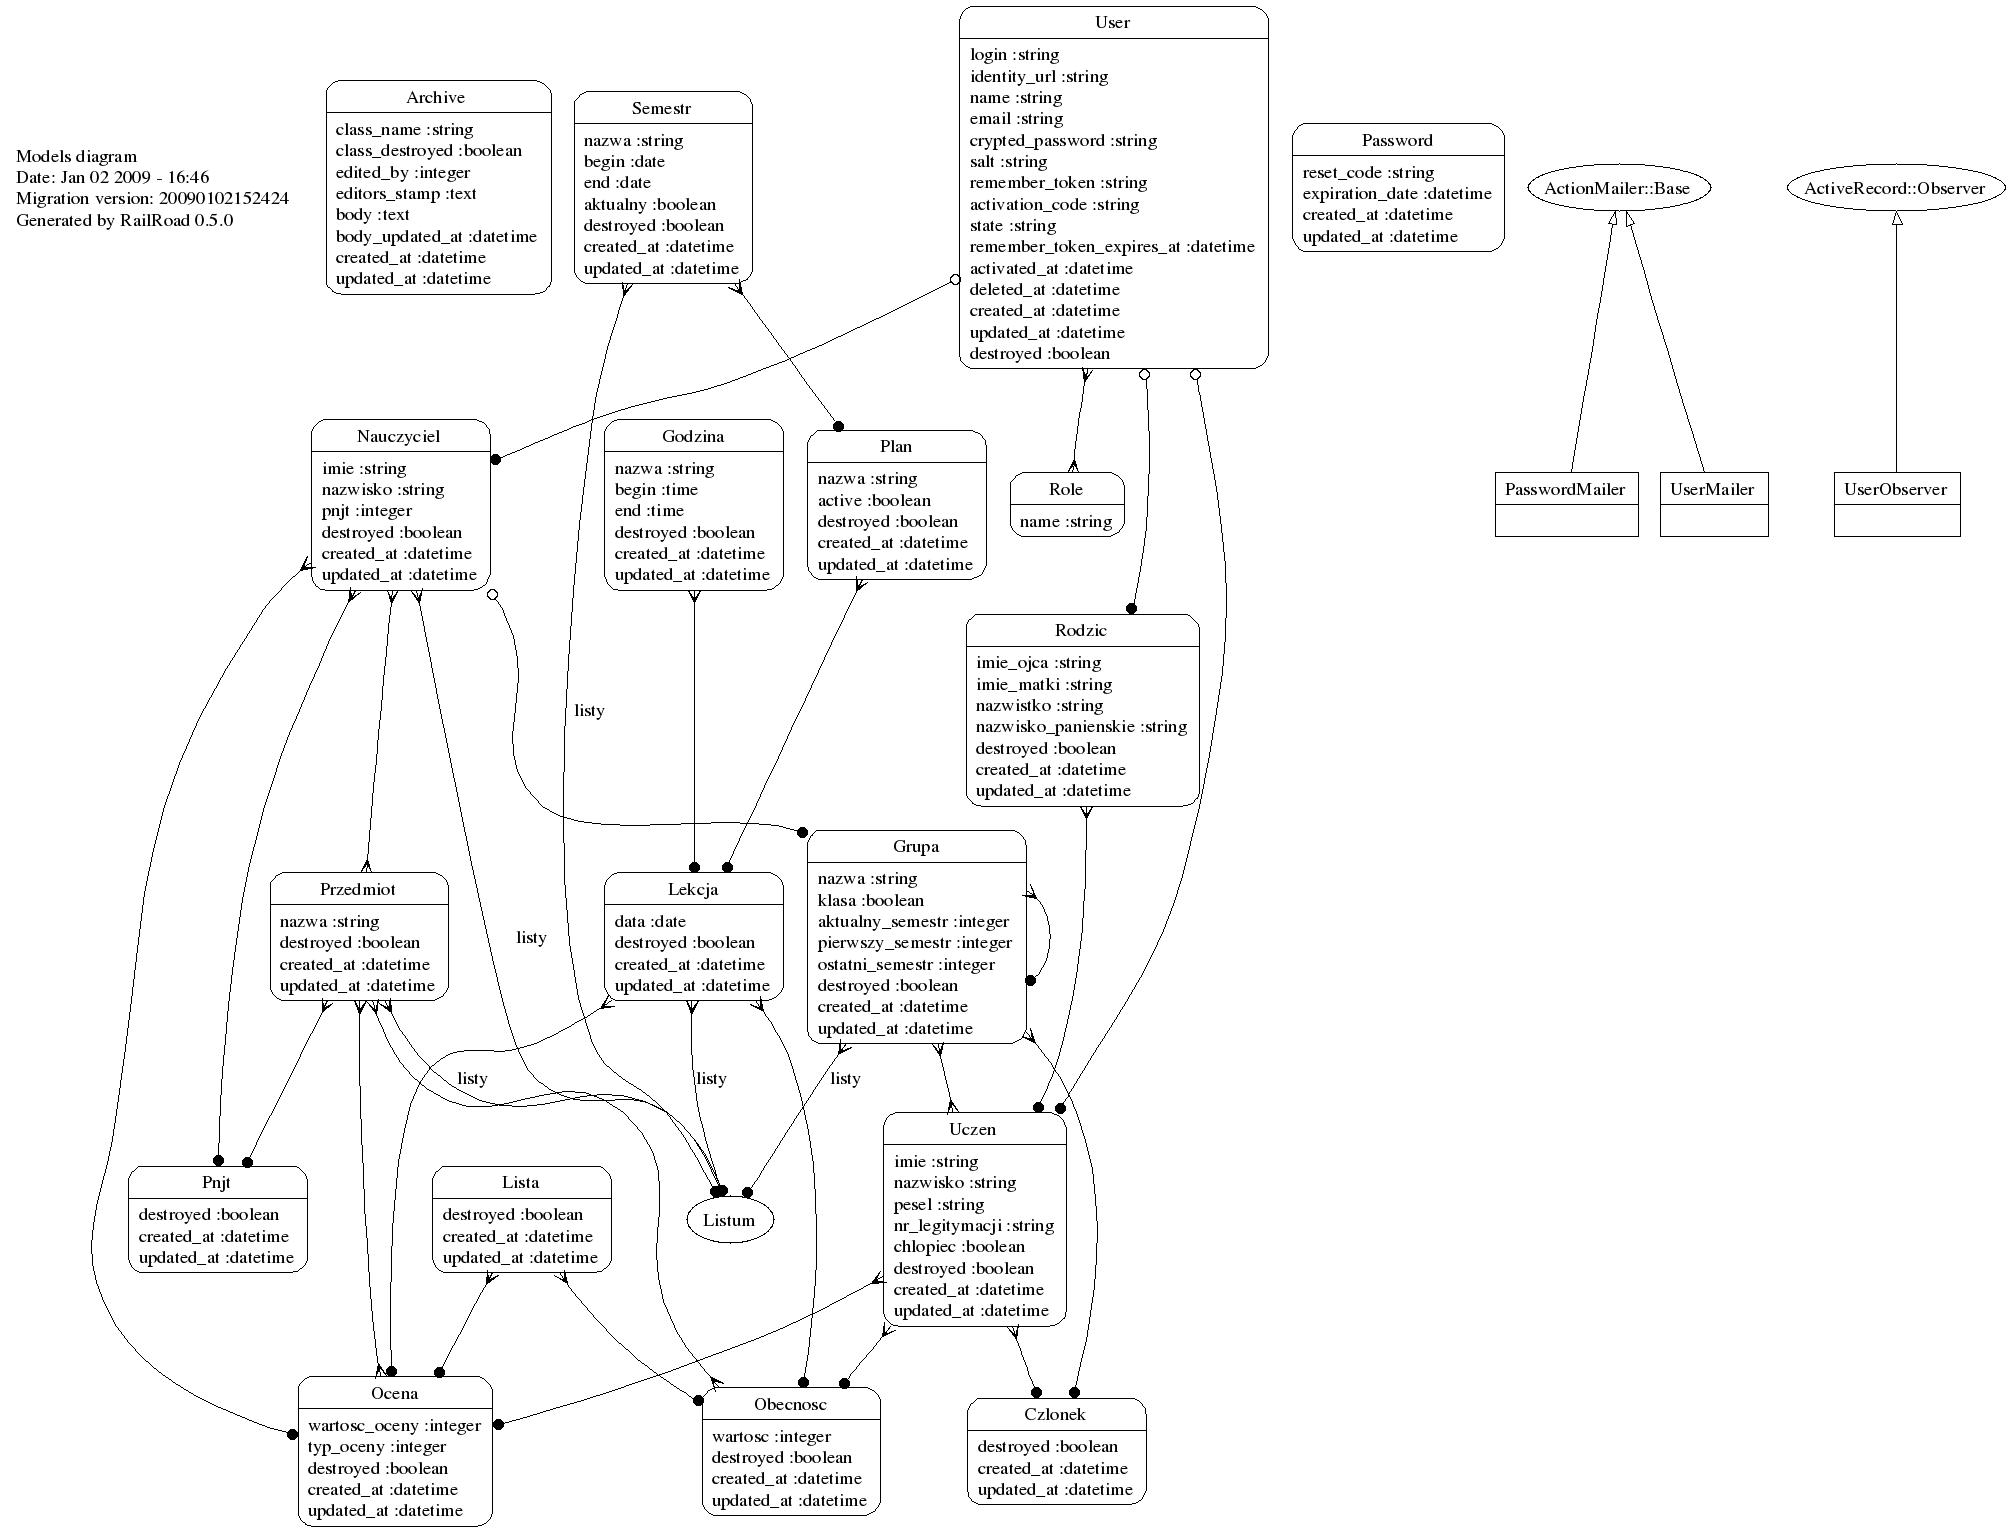 Models diagram
Date: Jan 02 2009 - 16:46
Migration version: 20090102152424
Generated by RailRoad 0.5.0
Archive
class_name :string
class_destroyed :boolean
edited_by :integer
editors_stamp :text
body :text
body_updated_at :datetime
created_at :datetime
updated_at :datetime
Semestr
nazwa :string
begin :date
end :date
aktualny :boolean
destroyed :boolean
created_at :datetime
updated_at :datetime
User
login :string
identity_url :string
name :string
email :string
crypted_password :string
salt :string
remember_token :string
activation_code :string
state :string
remember_token_expires_at :datetime
activated_at :datetime
deleted_at :datetime
created_at :datetime
updated_at :datetime
destroyed :boolean
Password
reset_code :string
expiration_date :datetime
created_at :datetime
updated_at :datetime
ActionMailer::Base
ActiveRecord::Observer
Nauczyciel
imie :string
nazwisko :string
pnjt :integer
destroyed :boolean
created_at :datetime
updated_at :datetime
Godzina
nazwa :string
begin :time
end :time
destroyed :boolean
created_at :datetime
updated_at :datetime
Plan
nazwa :string
active :boolean
destroyed :boolean
created_at :datetime
updated_at :datetime
Role
name :string
PasswordMailer
UserMailer
UserObserver
Rodzic
imie_ojca :string
imie_matki :string
nazwistko :string
nazwisko_panienskie :string
destroyed :boolean
created_at :datetime
updated_at :datetime
listy
Przedmiot
nazwa :string
destroyed :boolean
created_at :datetime
updated_at :datetime
listy
Lekcja
data :date
destroyed :boolean
created_at :datetime
updated_at :datetime
Grupa
nazwa :string
klasa :boolean
aktualny_semestr :integer
pierwszy_semestr :integer
ostatni_semestr :integer
destroyed :boolean
created_at :datetime
updated_at :datetime
listy
listy
listy
Pnjt
destroyed :boolean
created_at :datetime
updated_at :datetime
Lista
destroyed :boolean
created_at :datetime
updated_at :datetime
Listum
Uczen
imie :string
nazwisko :string
pesel :string
nr_legitymacji :string
chlopiec :boolean
destroyed :boolean
created_at :datetime
updated_at :datetime
Ocena
wartosc_oceny :integer
typ_oceny :integer
destroyed :boolean
created_at :datetime
updated_at :datetime
Obecnosc
wartosc :integer
destroyed :boolean
created_at :datetime
updated_at :datetime
Czlonek
destroyed :boolean
created_at :datetime
updated_at :datetime